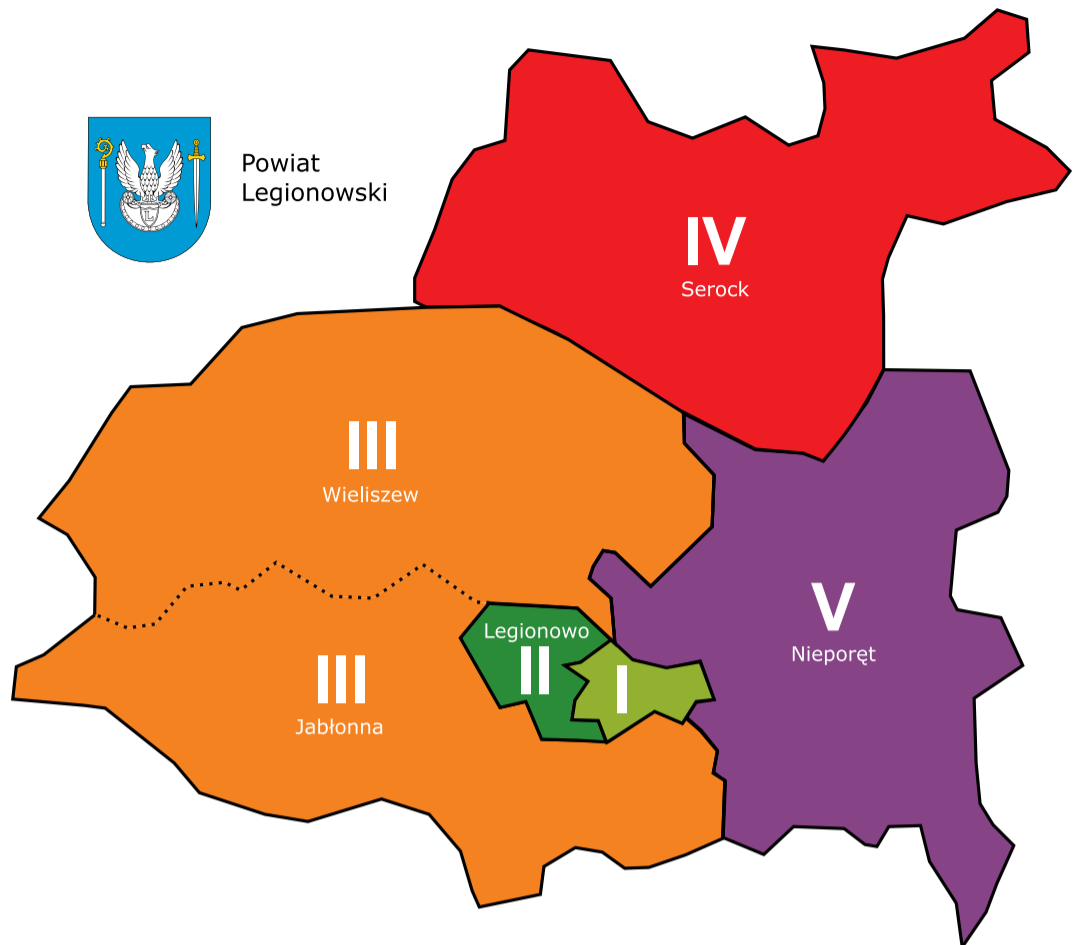 Powiat
Legionowski
IV
Serock
III
Wieliszew
V
Nieporęt
Legionowo
II
I
III
Jabłonna
L